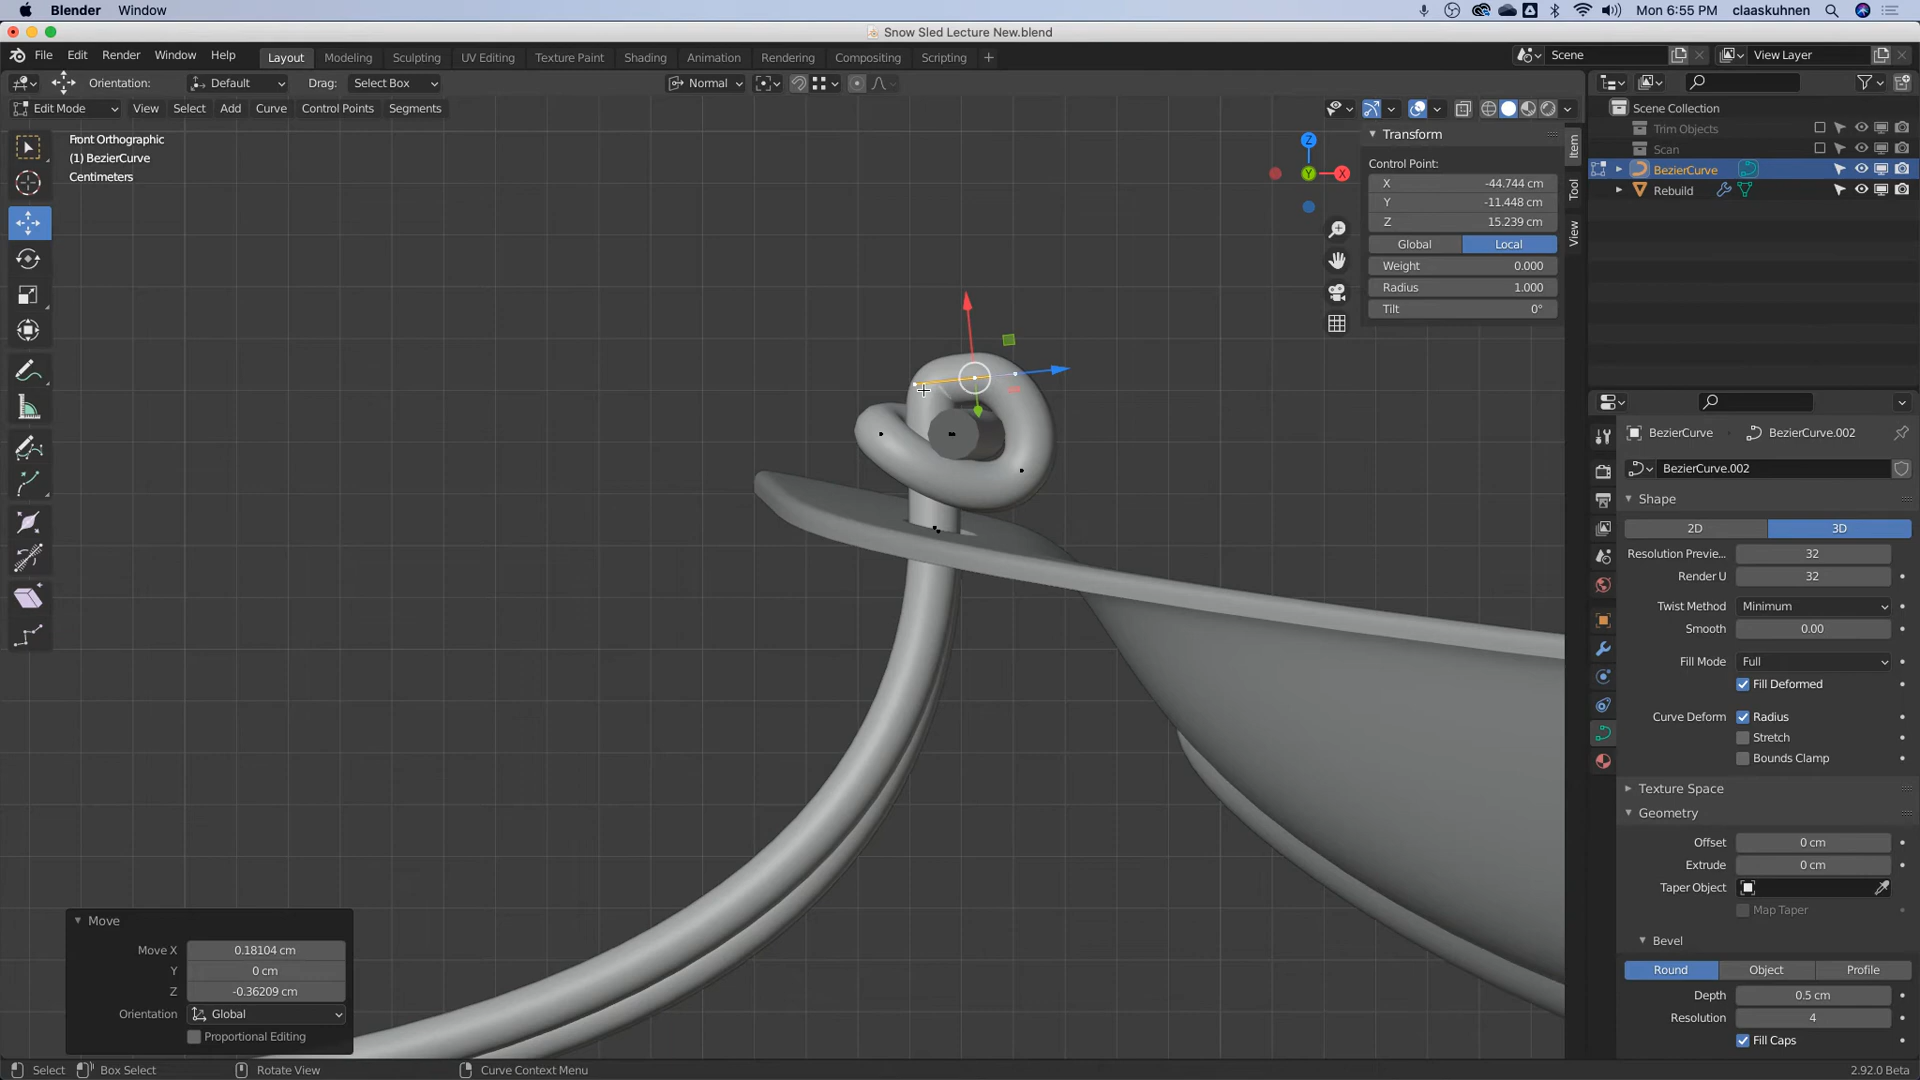 Blender Window Mon 6:55 PM claaskuhnen
Snow Sled Lecture New.blend
File Edit Render Window Help Layout Modeling Sculpting UV Editing Texture Paint Shading Animation Rendering Compositing Scripting + Scene View Layer
Orientation: Default Drag: Select Box Normal
Edit Mode View Select Add Curve Control Points Segments
Front Orthographic
(1) BezierCurve
Centimeters
Z
Y
X
Transform
Control Point:
X -44.744 cm
Y -11.448 cm
Z 15.239 cm
Global Local
Weight 0.000
Radius 1.000
Tilt 0°
Item
Tool
View
Scene Collection
Trim Objects
Scan
BezierCurve
Rebuild
BezierCurve BezierCurve.002
BezierCurve.002
Shape
2D 3D
Resolution Previe... 32
Render U 32
Twist Method Minimum
Smooth 0.00
Fill Mode Full
Fill Deformed
Curve Deform Radius
Stretch
Bounds Clamp
Texture Space
Geometry
Offset 0 cm
Extrude 0 cm
Taper Object
Map Taper
Bevel
Round Object Profile
Depth 0.5 cm
Resolution 4
Fill Caps
Move
Move X 0.18104 cm
Y 0 cm
Z -0.36209 cm
Orientation Global
Proportional Editing
Select Box Select Rotate View Curve Context Menu 2.92.0 Beta